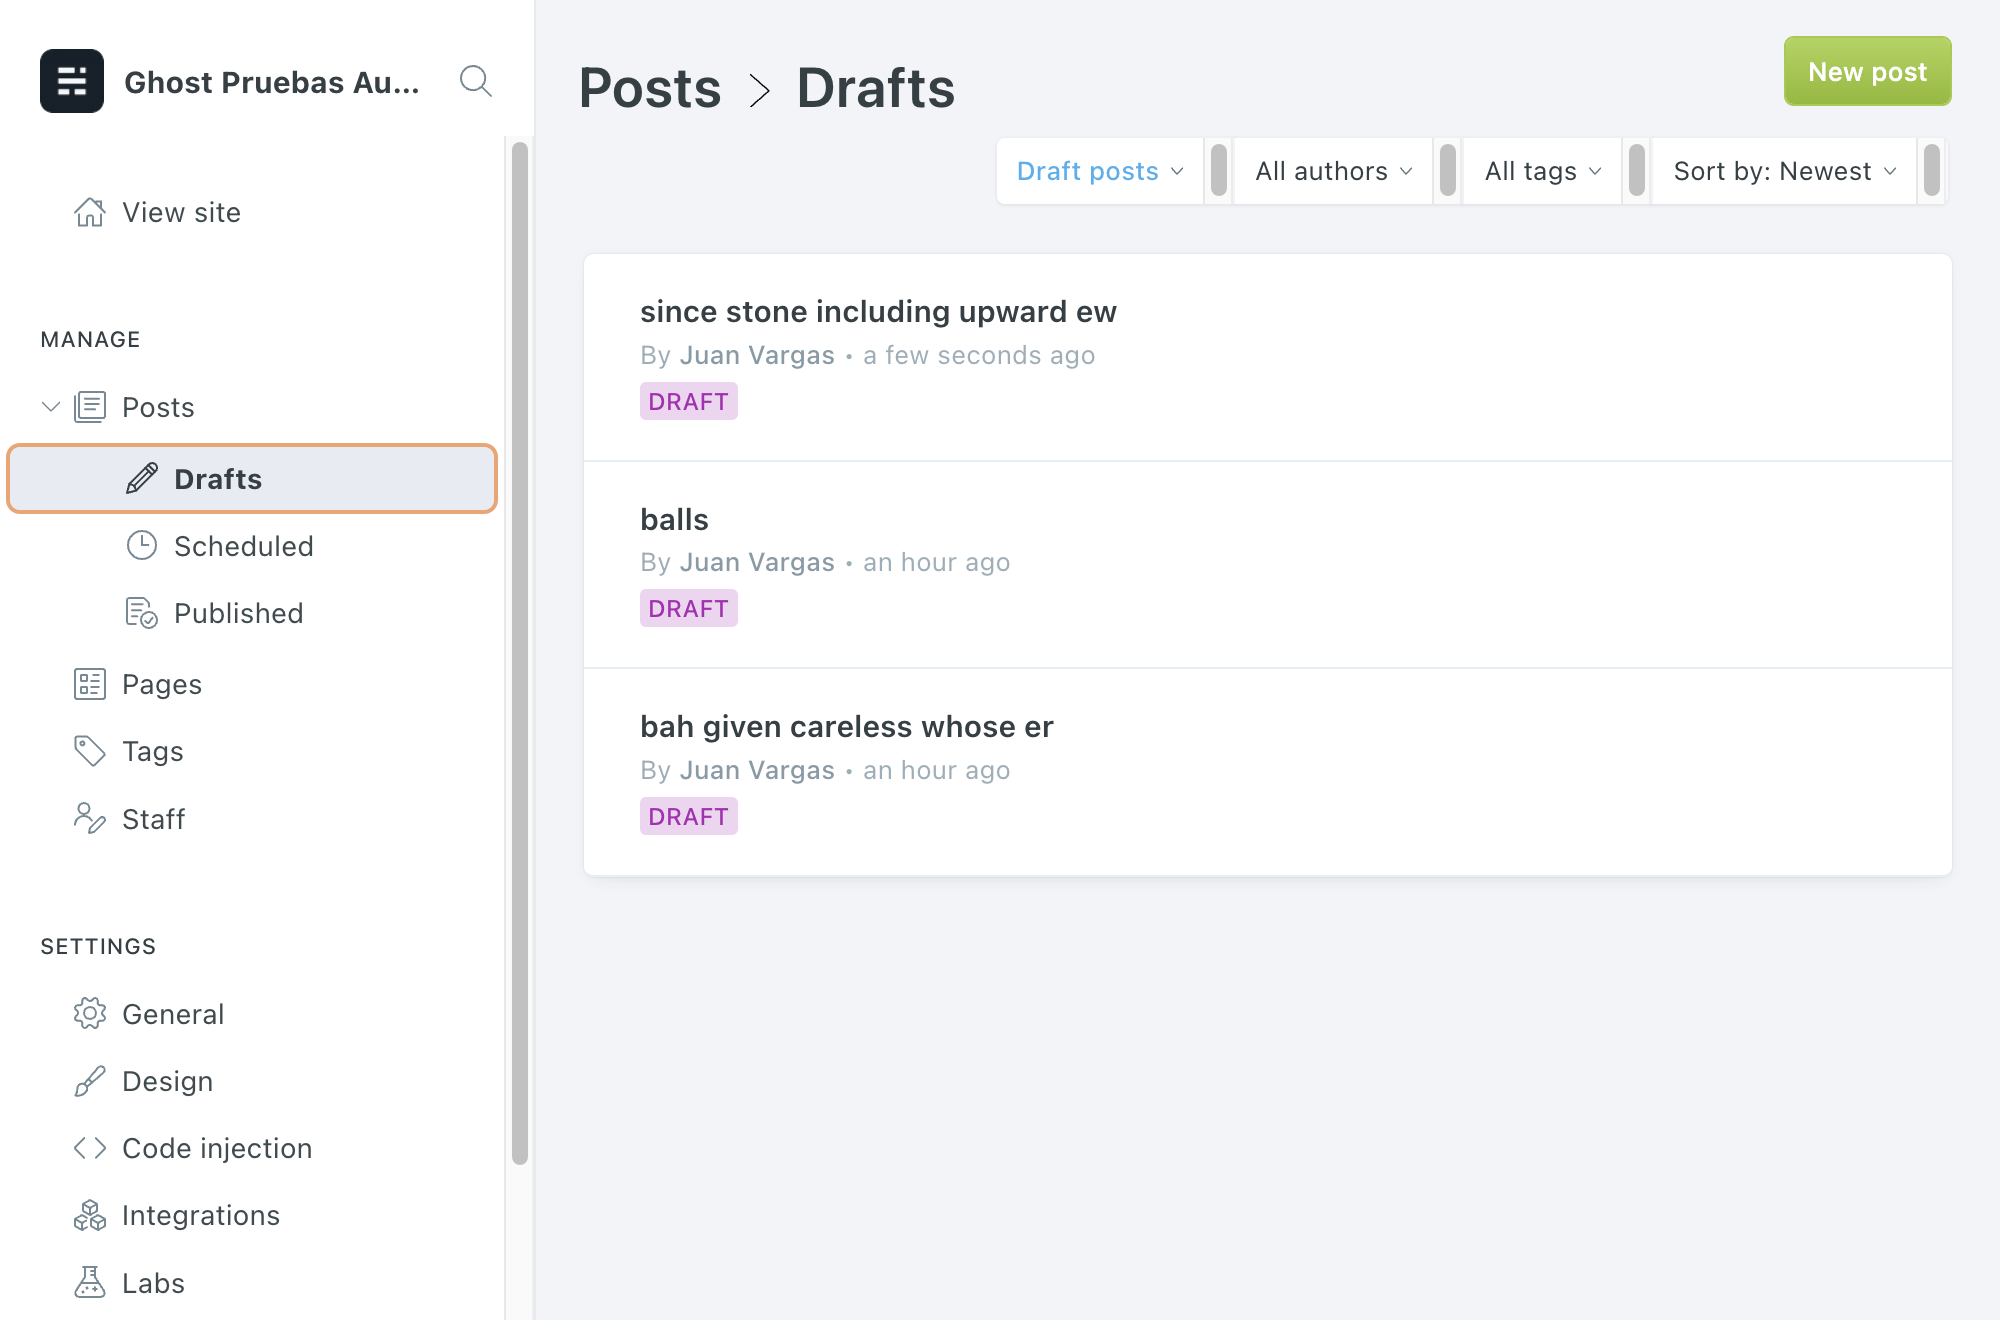 Ghost Pruebas Au...
View site
MANAGE
Posts
Drafts
Scheduled
Published
Pages
Tags
Staff
SETTINGS
General
Design
Code injection
Integrations
Labs
Posts > Drafts
New post
Draft posts
All authors
All tags
Sort by: Newest
since stone including upward ew
By Juan Vargas • a few seconds ago
DRAFT
balls
By Juan Vargas • an hour ago
DRAFT
bah given careless whose er
By Juan Vargas • an hour ago
DRAFT